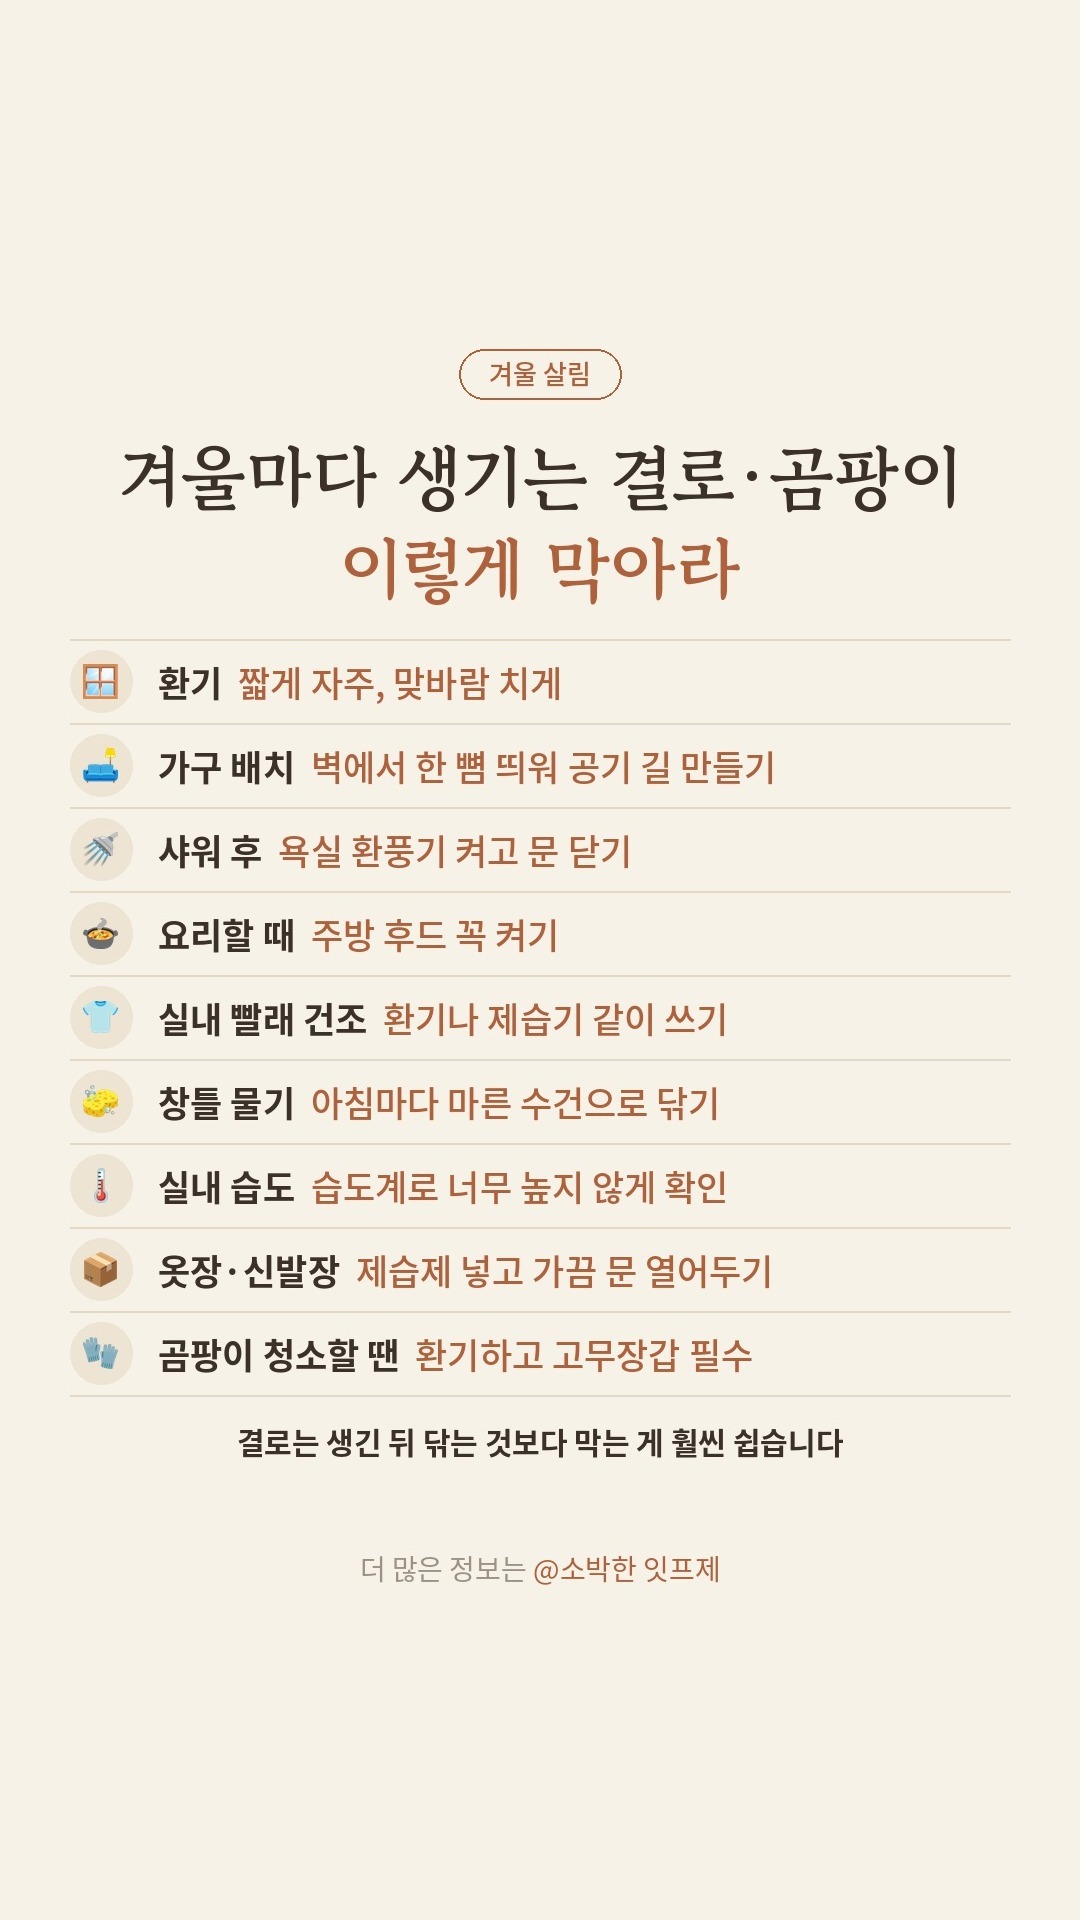 겨울 살림
겨울마다 생기는 결로·곰팡이
이렇게 막아라
환기 짧게 자주, 맞바람 치게
가구 배치 벽에서 한 뼘 띄워 공기 길 만들기
샤워 후 욕실 환풍기 켜고 문 닫기
요리할 때 주방 후드 꼭 켜기
실내 빨래 건조 환기나 제습기 같이 쓰기
창틀 물기 아침마다 마른 수건으로 닦기
실내 습도 습도계로 너무 높지 않게 확인
옷장·신발장 제습제 넣고 가끔 문 열어두기
곰팡이 청소할 땐 환기하고 고무장갑 필수
결로는 생긴 뒤 닦는 것보다 막는 게 훨씬 쉽습니다
더 많은 정보는 @소박한 잇프제